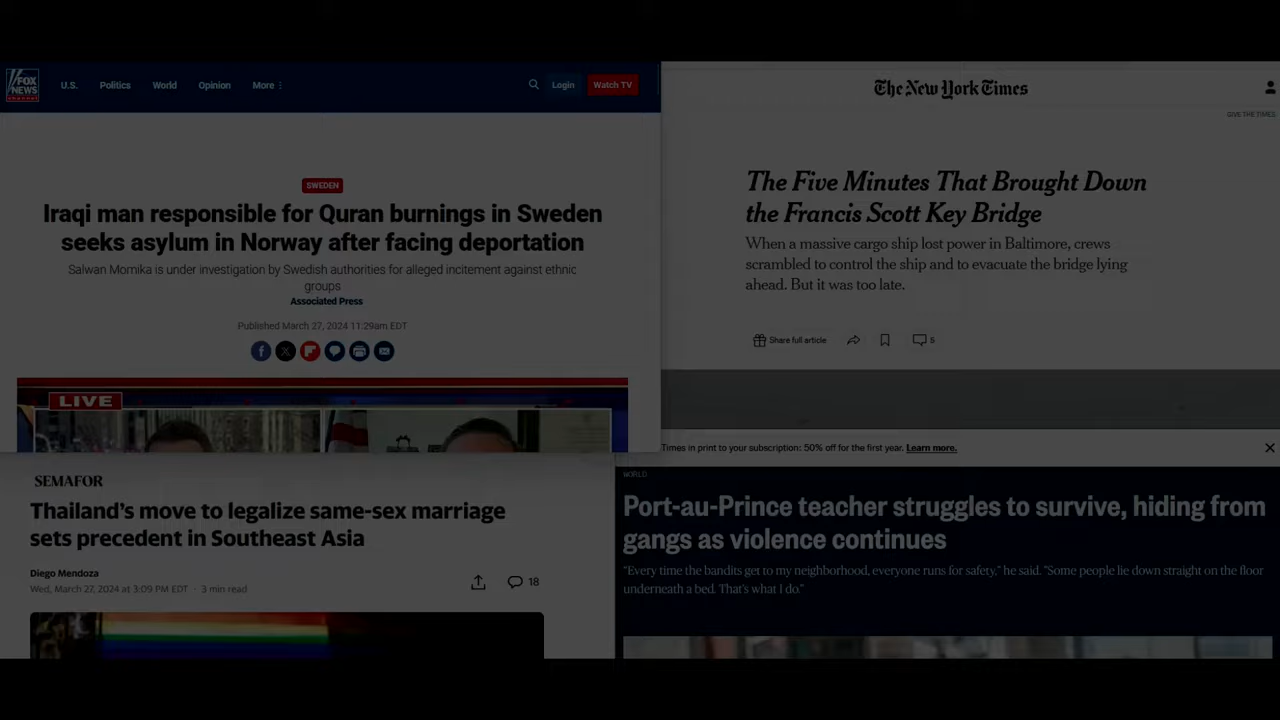 FOX
NEWS
channel
U.S. Politics World Opinion More
Login
Watch TV
SWEDEN
Iraqi man responsible for Quran burnings in Sweden
seeks asylum in Norway after facing deportation
Salwan Momika is under investigation by Swedish authorities for alleged incitement against ethnic
groups
Associated Press
Published March 27, 2024 11:29am EDT
LIVE
The New York Times
GIVE THE TIMES
The Five Minutes That Brought Down
the Francis Scott Key Bridge
When a massive cargo ship lost power in Baltimore, crews
scrambled to control the ship and to evacuate the bridge lying
ahead. But it was too late.
Share full article
5
Times in print to your subscription: 50% off for the first year. Learn more.
SEMAFOR
Thailand’s move to legalize same-sex marriage
sets precedent in Southeast Asia
Diego Mendoza
Wed, March 27, 2024 at 3:09 PM EDT · 3 min read
18
WORLD
Port-au-Prince teacher struggles to survive, hiding from
gangs as violence continues
“Every time the bandits get to my neighborhood, everyone runs for safety,” he said. “Some people lie down straight on the floor
underneath a bed. That’s what I do.”